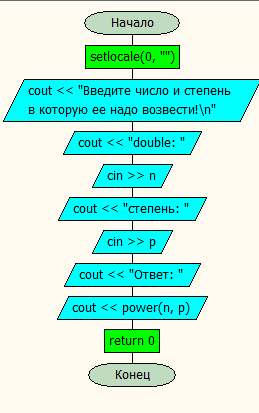 Начало
setlocale(0, "")
cout << "Введите число и степень
в которую ее надо возвести!\n"
cout << "double: "
cin >> n
cout << "степень: "
cin >> p
cout << "Ответ: "
cout << power(n, p)
return 0
Конец